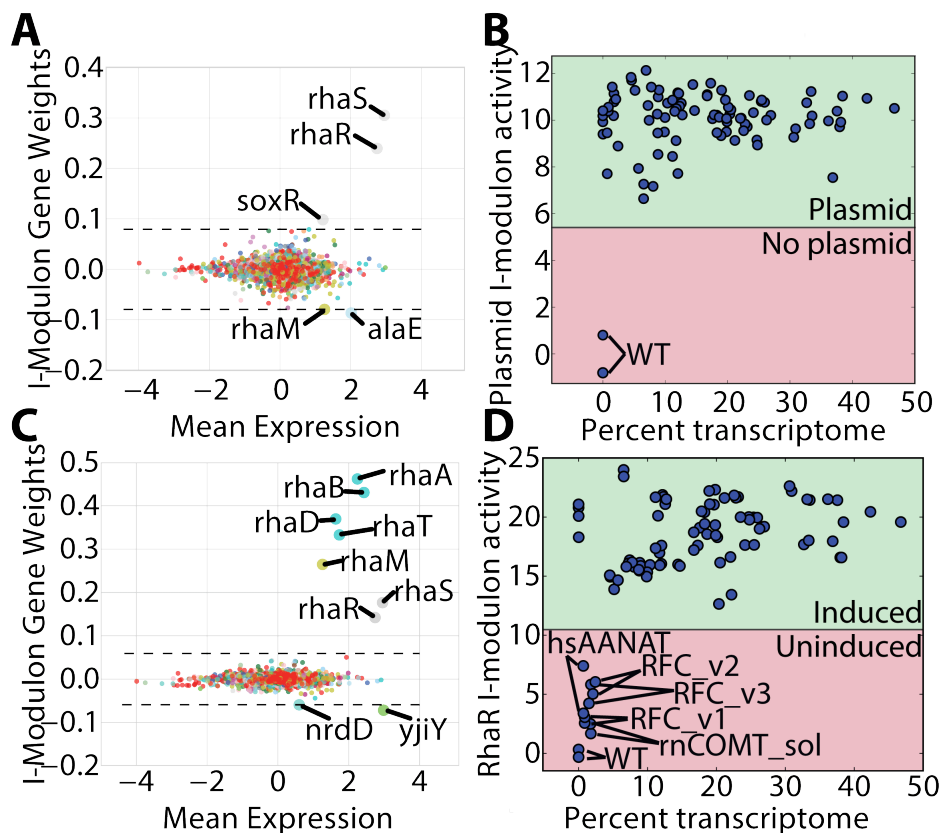 A
I-Modulon Gene Weights
0.4
0.3
0.2
0.1
0.0
−0.1
−0.2
rhaS
rhaR
soxR
rhaM
alaE
−4
−2
0
2
4
Mean Expression
B
Plasmid I-modulon activity
12
10
8
6
4
2
0
Plasmid
No plasmid
WT
0
10
20
30
40
50
Percent transcriptome
C
I-Modulon Gene Weights
0.5
0.4
0.3
0.2
0.1
0.0
−0.1
−0.2
rhaA
rhaB
rhaD
rhaT
rhaM
rhaS
rhaR
nrdD
yjiY
−4
−2
0
2
4
Mean Expression
D
RhaR I-modulon activity
25
20
15
10
5
0
Induced
Uninduced
hsAANAT
RFC_v2
RFC_v3
RFC_v1
rnCOMT_sol
WT
0
10
20
30
40
50
Percent transcriptome